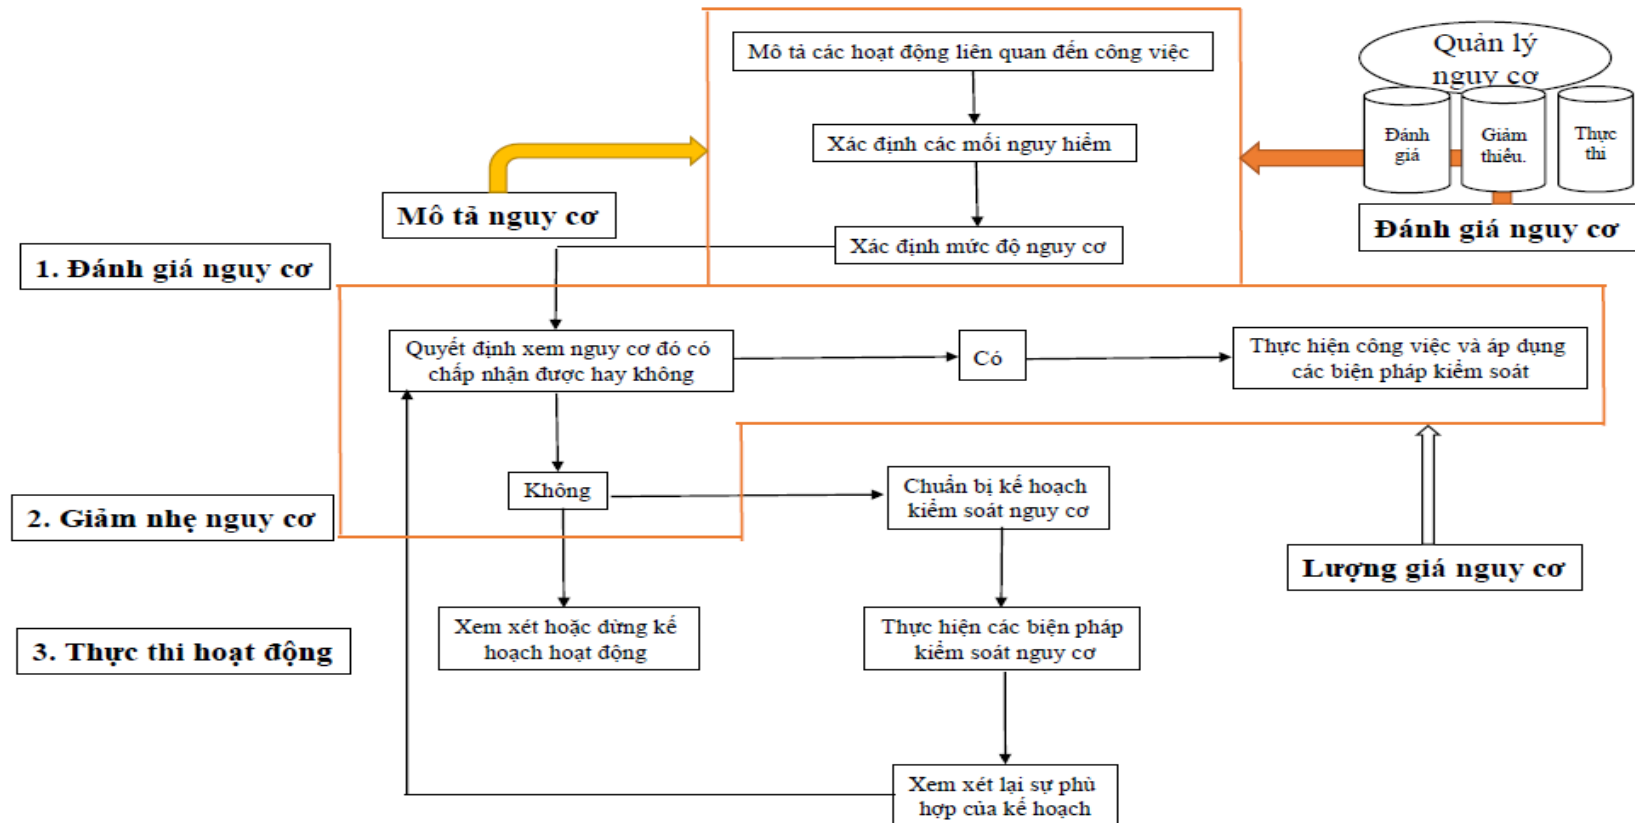 Mô tả các hoạt động liên quan đến công việc
Quản lý
nguy cơ
Đánh
giá
Giảm
thiểu.
Thực
thi
Xác định các mối nguy hiểm
Mô tả nguy cơ
Đánh giá nguy cơ
Xác định mức độ nguy cơ
1. Đánh giá nguy cơ
Quyết định xem nguy cơ đó có
chấp nhận được hay không
Có
Thực hiện công việc và áp dụng
các biện pháp kiểm soát
Không
Chuẩn bị kế hoạch
kiểm soát nguy cơ
2. Giảm nhẹ nguy cơ
Lượng giá nguy cơ
Xem xét hoặc dừng kế
hoạch hoạt động
Thực hiện các biện pháp
kiểm soát nguy cơ
3. Thực thi hoạt động
Xem xét lại sự phù
hợp của kế hoạch